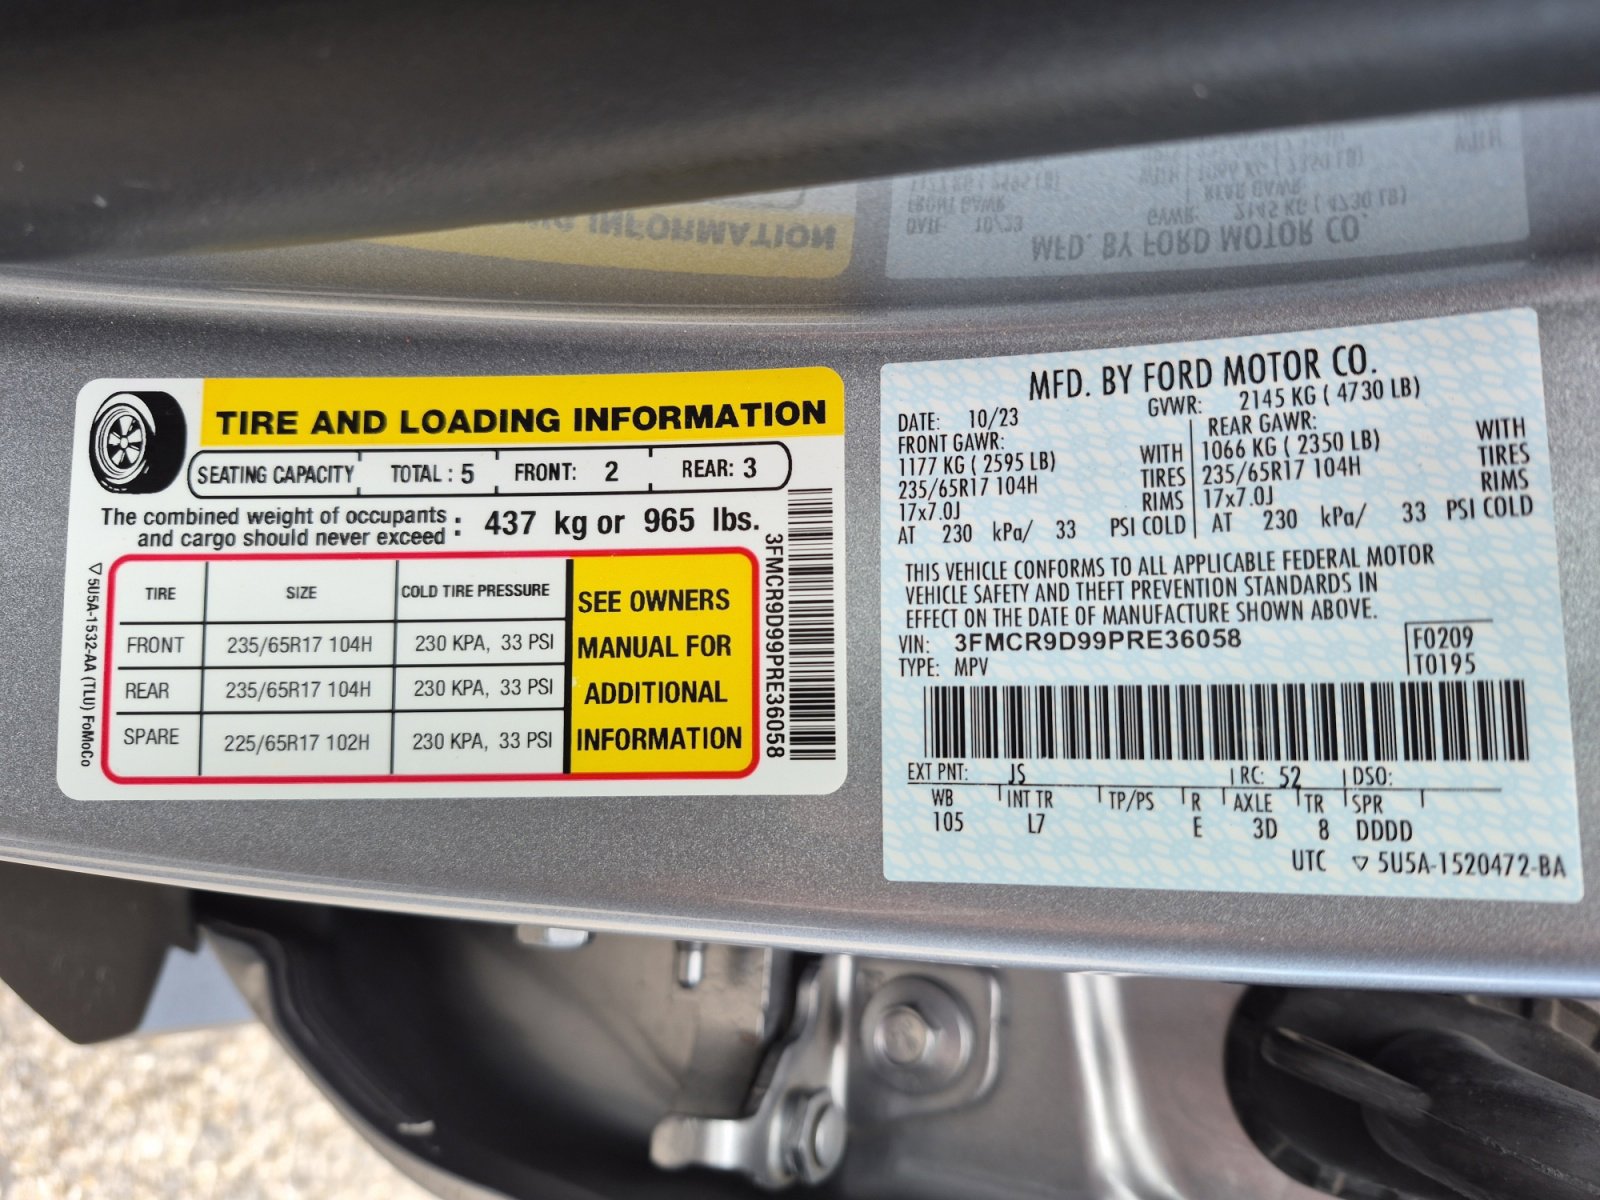 TIRE AND LOADING INFORMATION
SEATING CAPACITY TOTAL : 5 FRONT: 2 REAR: 3
The combined weight of occupants
and cargo should never exceed : 437 kg or 965 lbs.
TIRE SIZE COLD TIRE PRESSURE
FRONT 235/65R17 104H 230 KPA, 33 PSI
REAR 235/65R17 104H 230 KPA, 33 PSI
SPARE 225/65R17 102H 230 KPA, 33 PSI
SEE OWNERS
MANUAL FOR
ADDITIONAL
INFORMATION
5U5A-1532-AA (TLU) FoMoCo
3FMCR9D99PRE36058
MFD. BY FORD MOTOR CO.
DATE: 10/23 GVWR: 2145 KG ( 4730 LB)
FRONT GAWR: REAR GAWR:
1177 KG ( 2595 LB) WITH 1066 KG ( 2350 LB) WITH
235/65R17 104H TIRES 235/65R17 104H TIRES
17x7.0J RIMS 17x7.0J RIMS
AT 230 kPa/ 33 PSI COLD AT 230 kPa/ 33 PSI COLD
THIS VEHICLE CONFORMS TO ALL APPLICABLE FEDERAL MOTOR
VEHICLE SAFETY AND THEFT PREVENTION STANDARDS IN
EFFECT ON THE DATE OF MANUFACTURE SHOWN ABOVE.
VIN: 3FMCR9D99PRE36058 F0209
TYPE: MPV T0195
EXT PNT: JS RC: 52 DSO:
WB INT TR TP/PS R AXLE TR SPR
105 L7 E 3D 8 DDDD
UTC 5U5A-1520472-BA